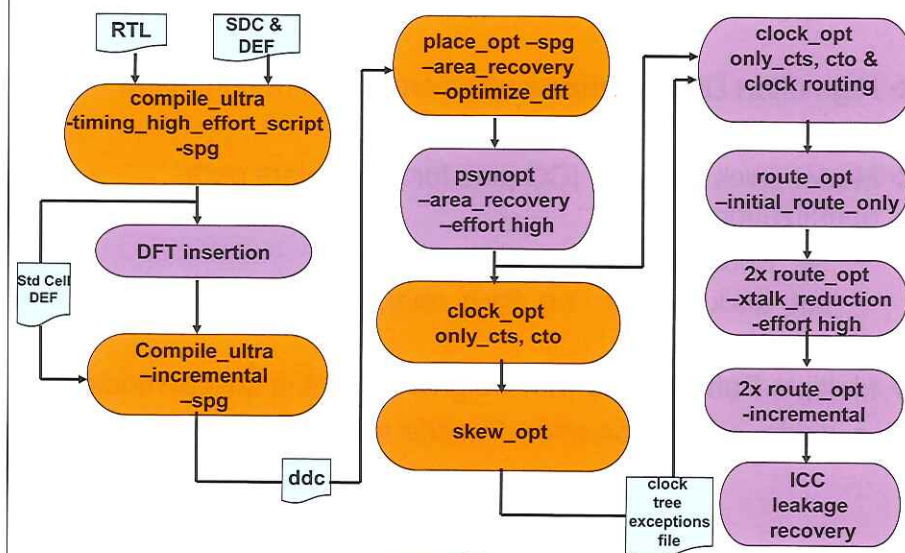 RTL
SDC &
DEF
compile_ultra
-timing_high_effort_script
-spg
DFT insertion
Std Cell
DEF
Compile_ultra
–incremental
–spg
ddc
place_opt –spg
–area_recovery
–optimize_dft
psynopt
–area_recovery
–effort high
clock_opt
only_cts, cto
skew_opt
clock
tree
exceptions
file
clock_opt
only_cts, cto &
clock routing
route_opt
–initial_route_only
2x route_opt
–xtalk_reduction
-effort high
2x route_opt
-incremental
ICC
leakage
recovery